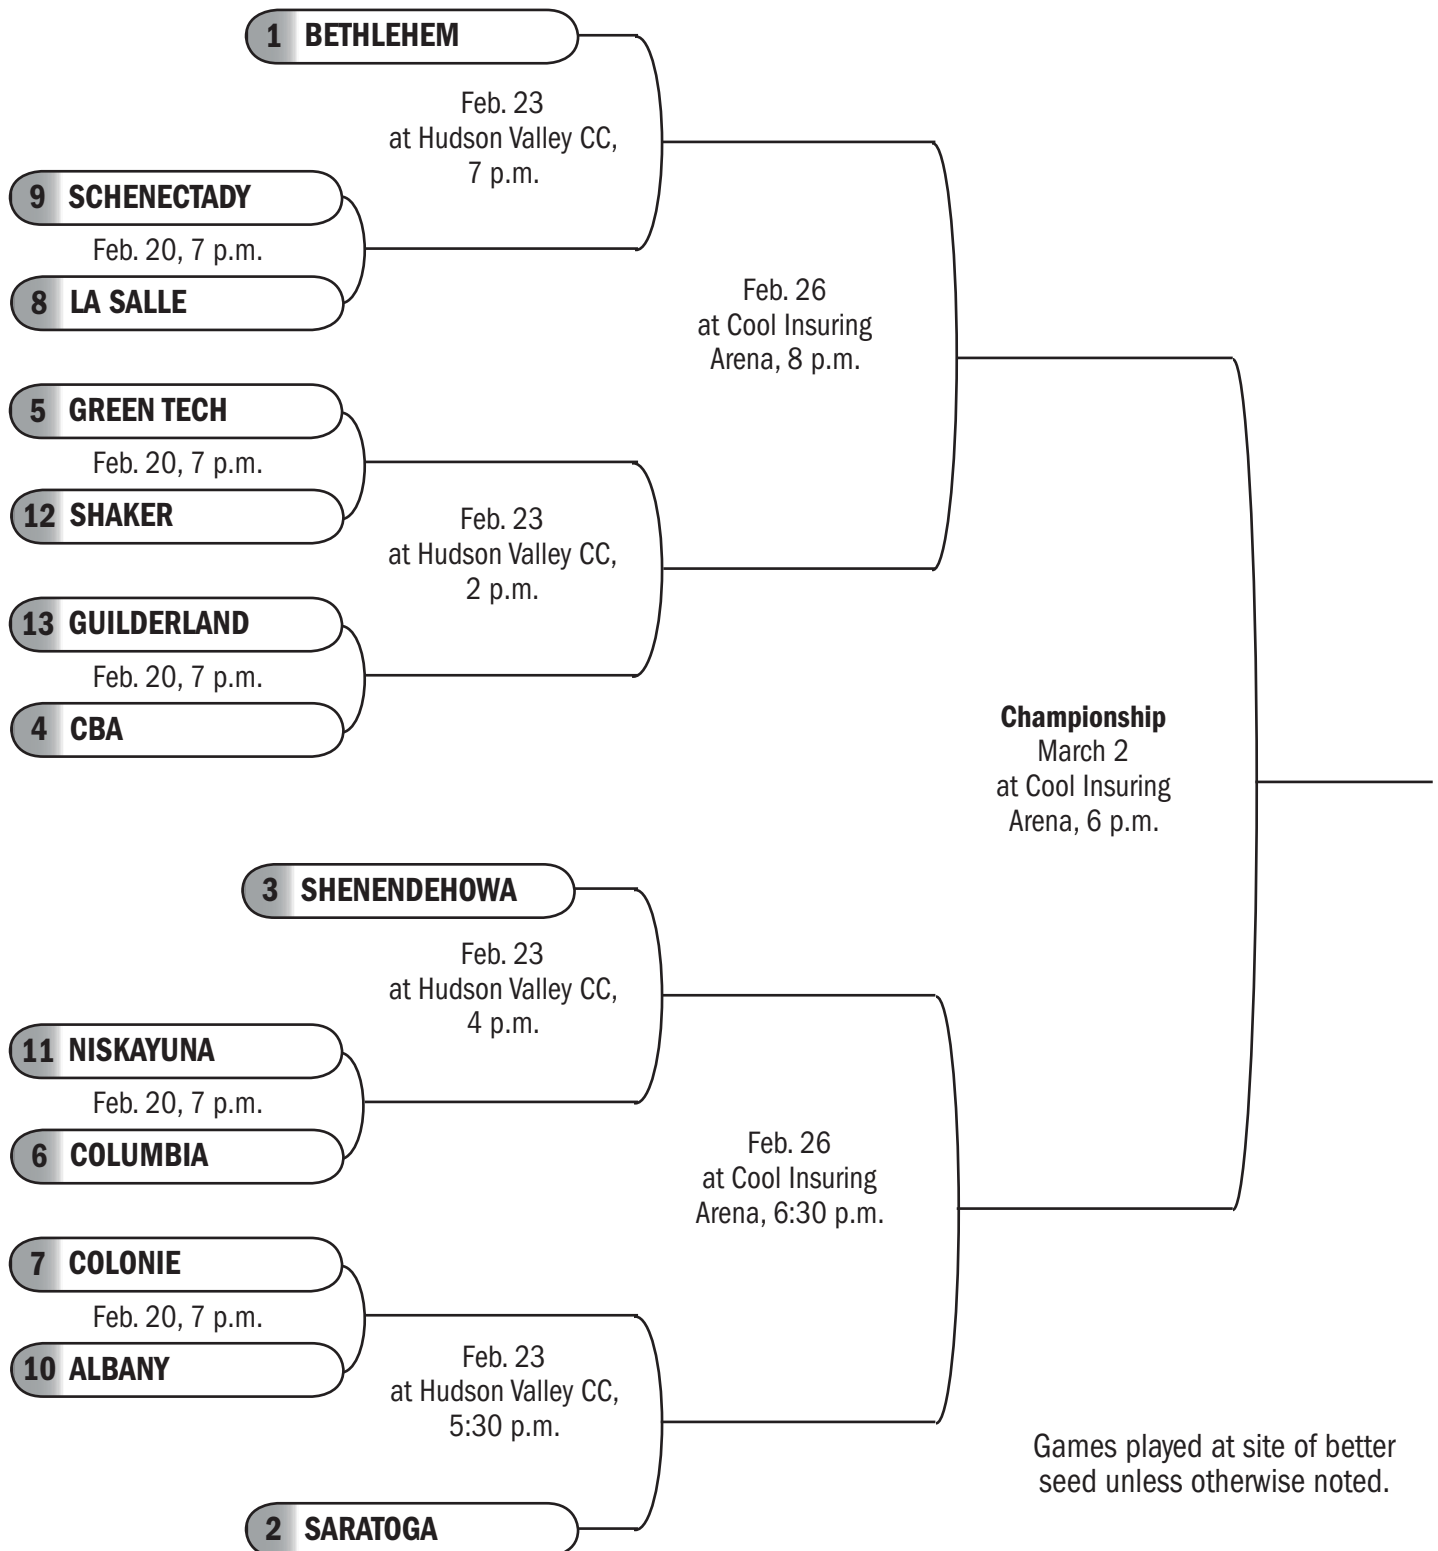 1 BETHLEHEM
Feb. 23
at Hudson Valley CC,
7 p.m.
9 SCHENECTADY
Feb. 20, 7 p.m.
8 LA SALLE
Feb. 26
at Cool Insuring
Arena, 8 p.m.
5 GREEN TECH
Feb. 20, 7 p.m.
12 SHAKER
Feb. 23
at Hudson Valley CC,
2 p.m.
13 GUILDERLAND
Feb. 20, 7 p.m.
4 CBA
Championship
March 2
at Cool Insuring
Arena, 6 p.m.
3 SHENENDEHOWA
Feb. 23
at Hudson Valley CC,
4 p.m.
11 NISKAYUNA
Feb. 20, 7 p.m.
6 COLUMBIA
Feb. 26
at Cool Insuring
Arena, 6:30 p.m.
7 COLONIE
Feb. 20, 7 p.m.
10 ALBANY
Feb. 23
at Hudson Valley CC,
5:30 p.m.
2 SARATOGA
Games played at site of better
seed unless otherwise noted.